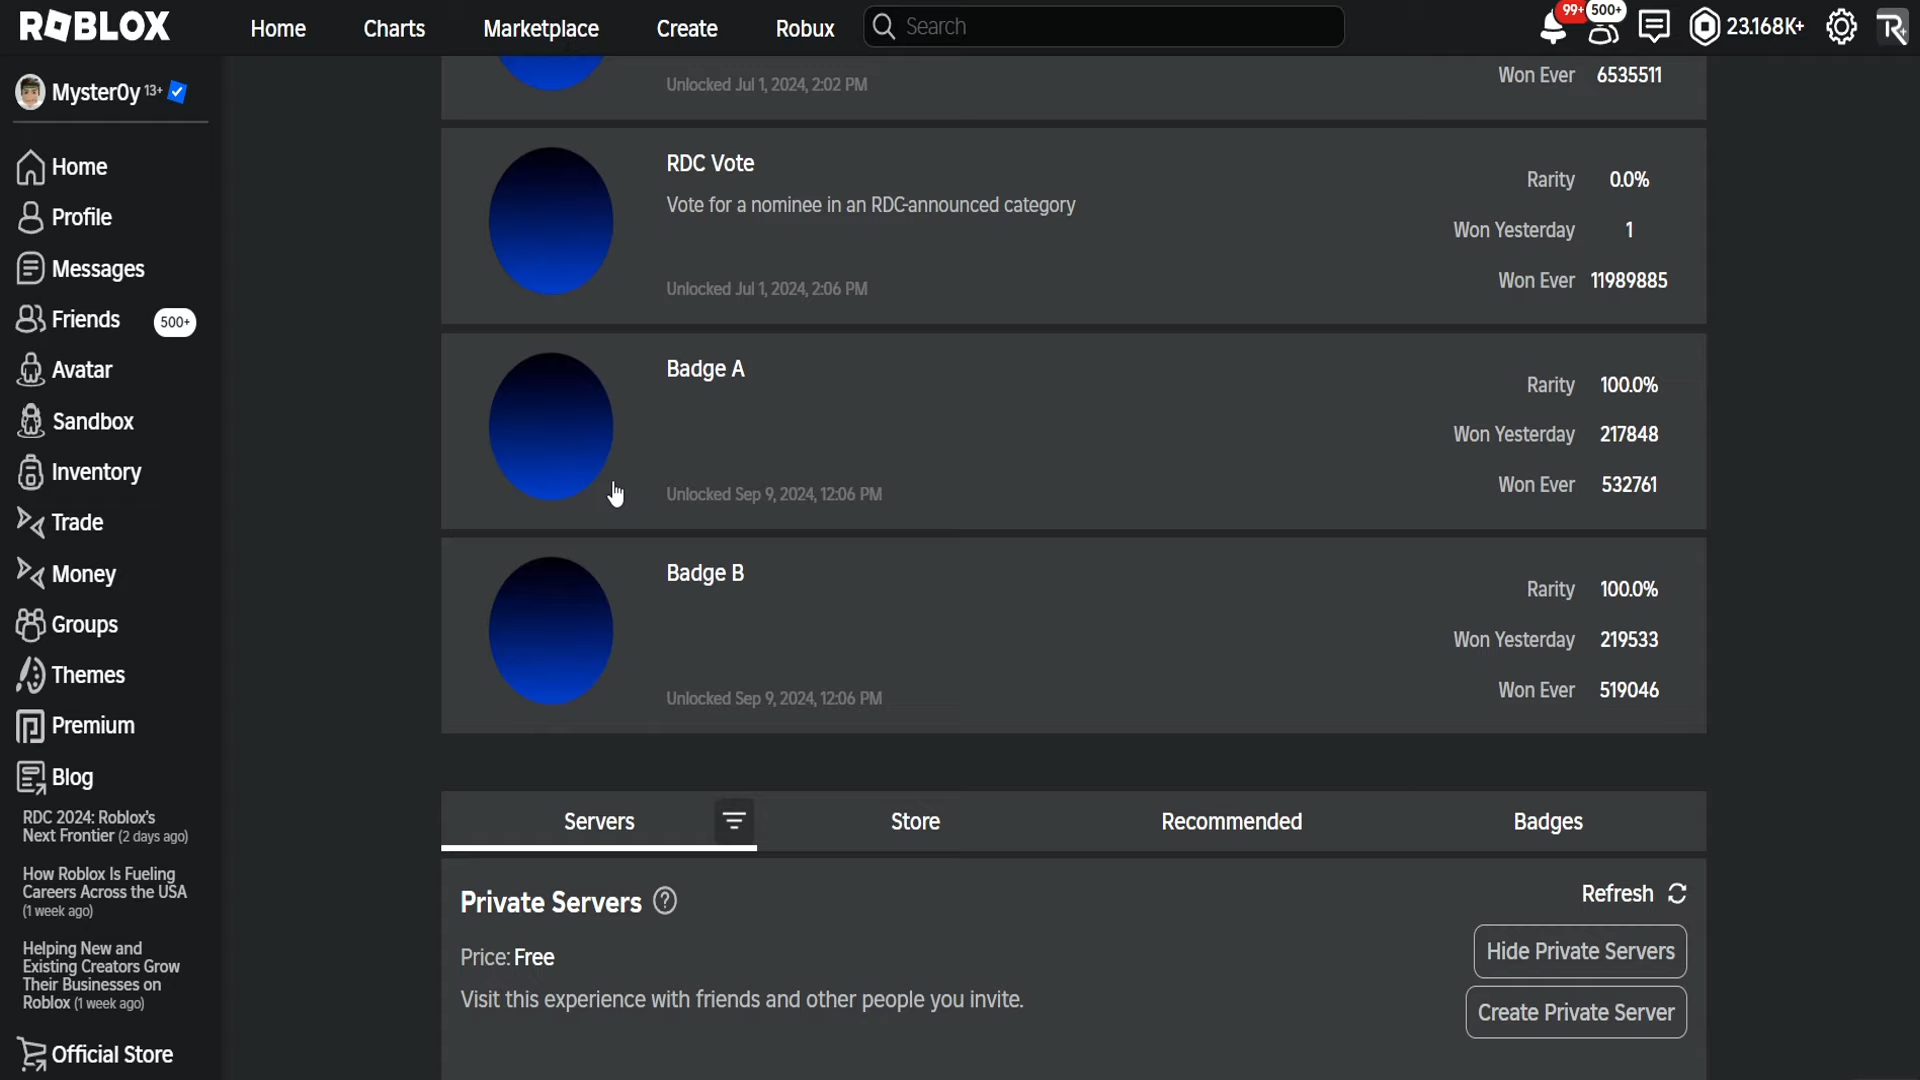 ROBLOX
Home
Charts
Marketplace
Create
Robux
Search
99+
500+
23.168K+
Myster0y 13+
Home
Profile
Messages
Friends
500+
Avatar
Sandbox
Inventory
Trade
Money
Groups
Themes
Premium
Blog
RDC 2024: Roblox's
Next Frontier (2 days ago)
How Roblox Is Fueling
Careers Across the USA
(1 week ago)
Helping New and
Existing Creators Grow
Their Businesses on
Roblox (1 week ago)
Official Store
Unlocked Jul 1, 2024, 2:02 PM
Won Ever 6535511
RDC Vote
Vote for a nominee in an RDC-announced category
Unlocked Jul 1, 2024, 2:06 PM
Rarity 0.0%
Won Yesterday 1
Won Ever 11989885
Badge A
Unlocked Sep 9, 2024, 12:06 PM
Rarity 100.0%
Won Yesterday 217848
Won Ever 532761
Badge B
Unlocked Sep 9, 2024, 12:06 PM
Rarity 100.0%
Won Yesterday 219533
Won Ever 519046
Servers
Store
Recommended
Badges
Private Servers ?
Refresh
Price: Free
Hide Private Servers
Visit this experience with friends and other people you invite.
Create Private Server